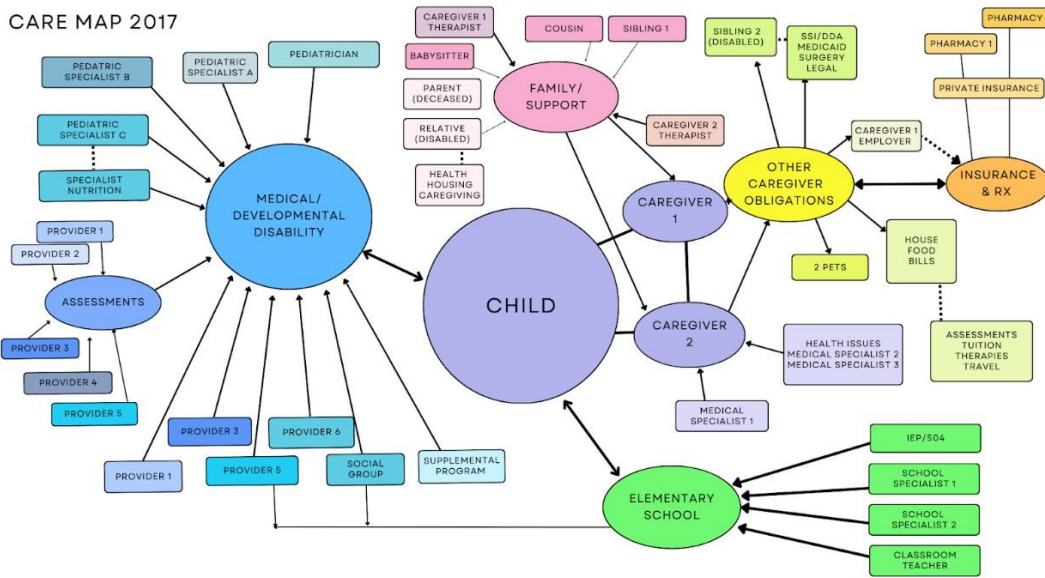 CARE MAP 2017
PEDATRIC
SPECIALIST B
PEDIATRIC
SPECIALIST A
PEDIATRICIAN
PEDIATRIC
SPECIALIST C
SPECIALIST
NUTRITION
MEDICAL/
DEVELOPMENTAL
DISABILITY
PROVIDER 1
PROVIDER 2
ASSESSMENTS
PROVIDER 3
PROVIDER 4
PROVIDER 5
PROVIDER 1
PROVIDER 3
PROVIDER 5
PROVIDER 6
SOCIAL
GROUP
SUPPLEMENTAL
PROGRAM
CAREGIVER 1
THERAPIST
COUSIN
SIBLING 1
BABYSITTER
PARENT
(DECEASED)
RELATIVE
(DISABLED)
HEALTH
HOUSING
CAREGIVING
FAMILY/
SUPPORT
CAREGIVER 2
THERAPIST
CHILD
CAREGIVER
1
CAREGIVER
2
HEALTH ISSUES
MEDICAL SPECIALIST 2
MEDICAL SPECIALIST 3
MEDICAL
SPECIALIST 1
SIBLING 2
(DISABLED)
SSI/DDA
MEDICAID
SURGERY
LEGAL
CAREGIVER 1
EMPLOYER
OTHER
CAREGIVER
OBLIGATIONS
2 PETS
HOUSE
FOOD
BILLS
ASSESSMENTS
TUITION
THERAPIES
TRAVEL
PHARMACY
PHARMACY 1
PRIVATE INSURANCE
INSURANCE
& RX
ELEMENTARY
SCHOOL
IEP/504
SCHOOL
SPECIALIST 1
SCHOOL
SPECIALIST 2
CLASSROOM
TEACHER